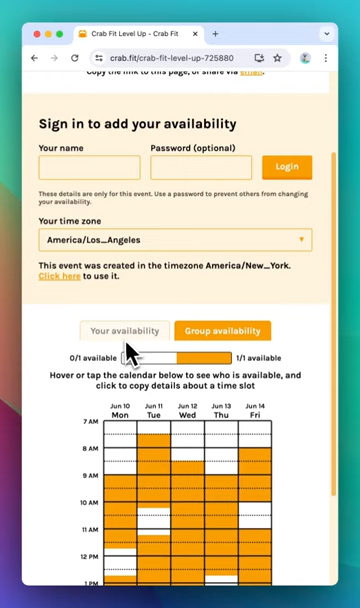 Crab Fit Level Up - Crab Fit
crab.fit/crab-fit-level-up-725880
Copy the link to this page, or share via email.
Sign in to add your availability
Your name
Password (optional)
Login
These details are only for this event. Use a password to prevent others from changing
your availability.
Your time zone
America/Los_Angeles
This event was created in the timezone America/New_York.
Click here to use it.
Your availability
Group availability
0/1 available
1/1 available
Hover or tap the calendar below to see who is available, and
click to copy details about a time slot
Jun 10 Jun 11 Jun 12 Jun 13 Jun 14
Mon Tue Wed Thu Fri
7 AM
8 AM
9 AM
10 AM
11 AM
12 PM
1 PM